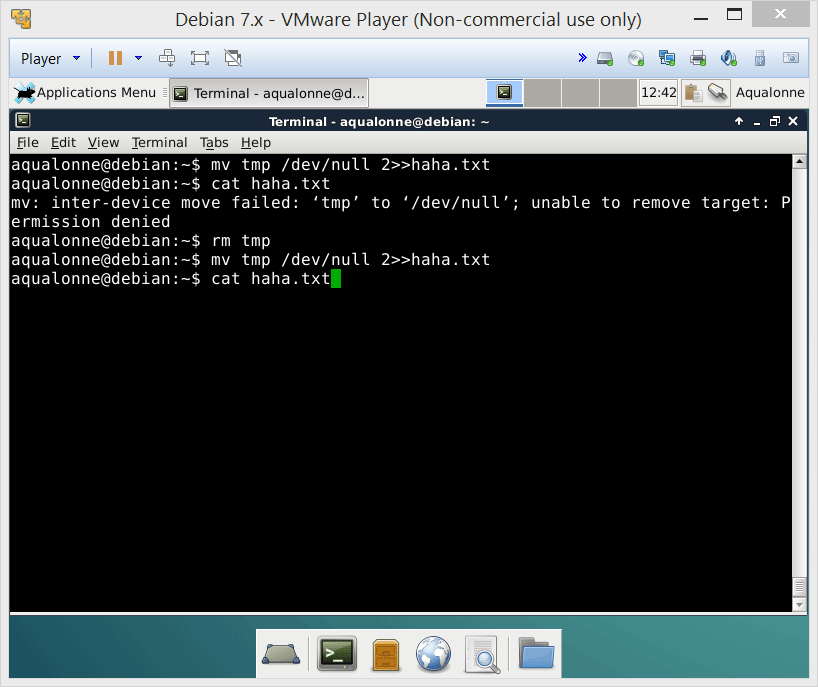 Debian 7.x - VMware Player (Non-commercial use only)
Player
Applications Menu
Terminal - aqualonne@d...
12:42
Aqualonne
Terminal - aqualonne@debian: ~
File Edit View Terminal Tabs Help
aqualonne@debian:~$ mv tmp /dev/null 2>>haha.txt
aqualonne@debian:~$ cat haha.txt
mv: inter-device move failed: ‘tmp’ to ‘/dev/null’; unable to remove target: P
ermission denied
aqualonne@debian:~$ rm tmp
aqualonne@debian:~$ mv tmp /dev/null 2>>haha.txt
aqualonne@debian:~$ cat haha.txt